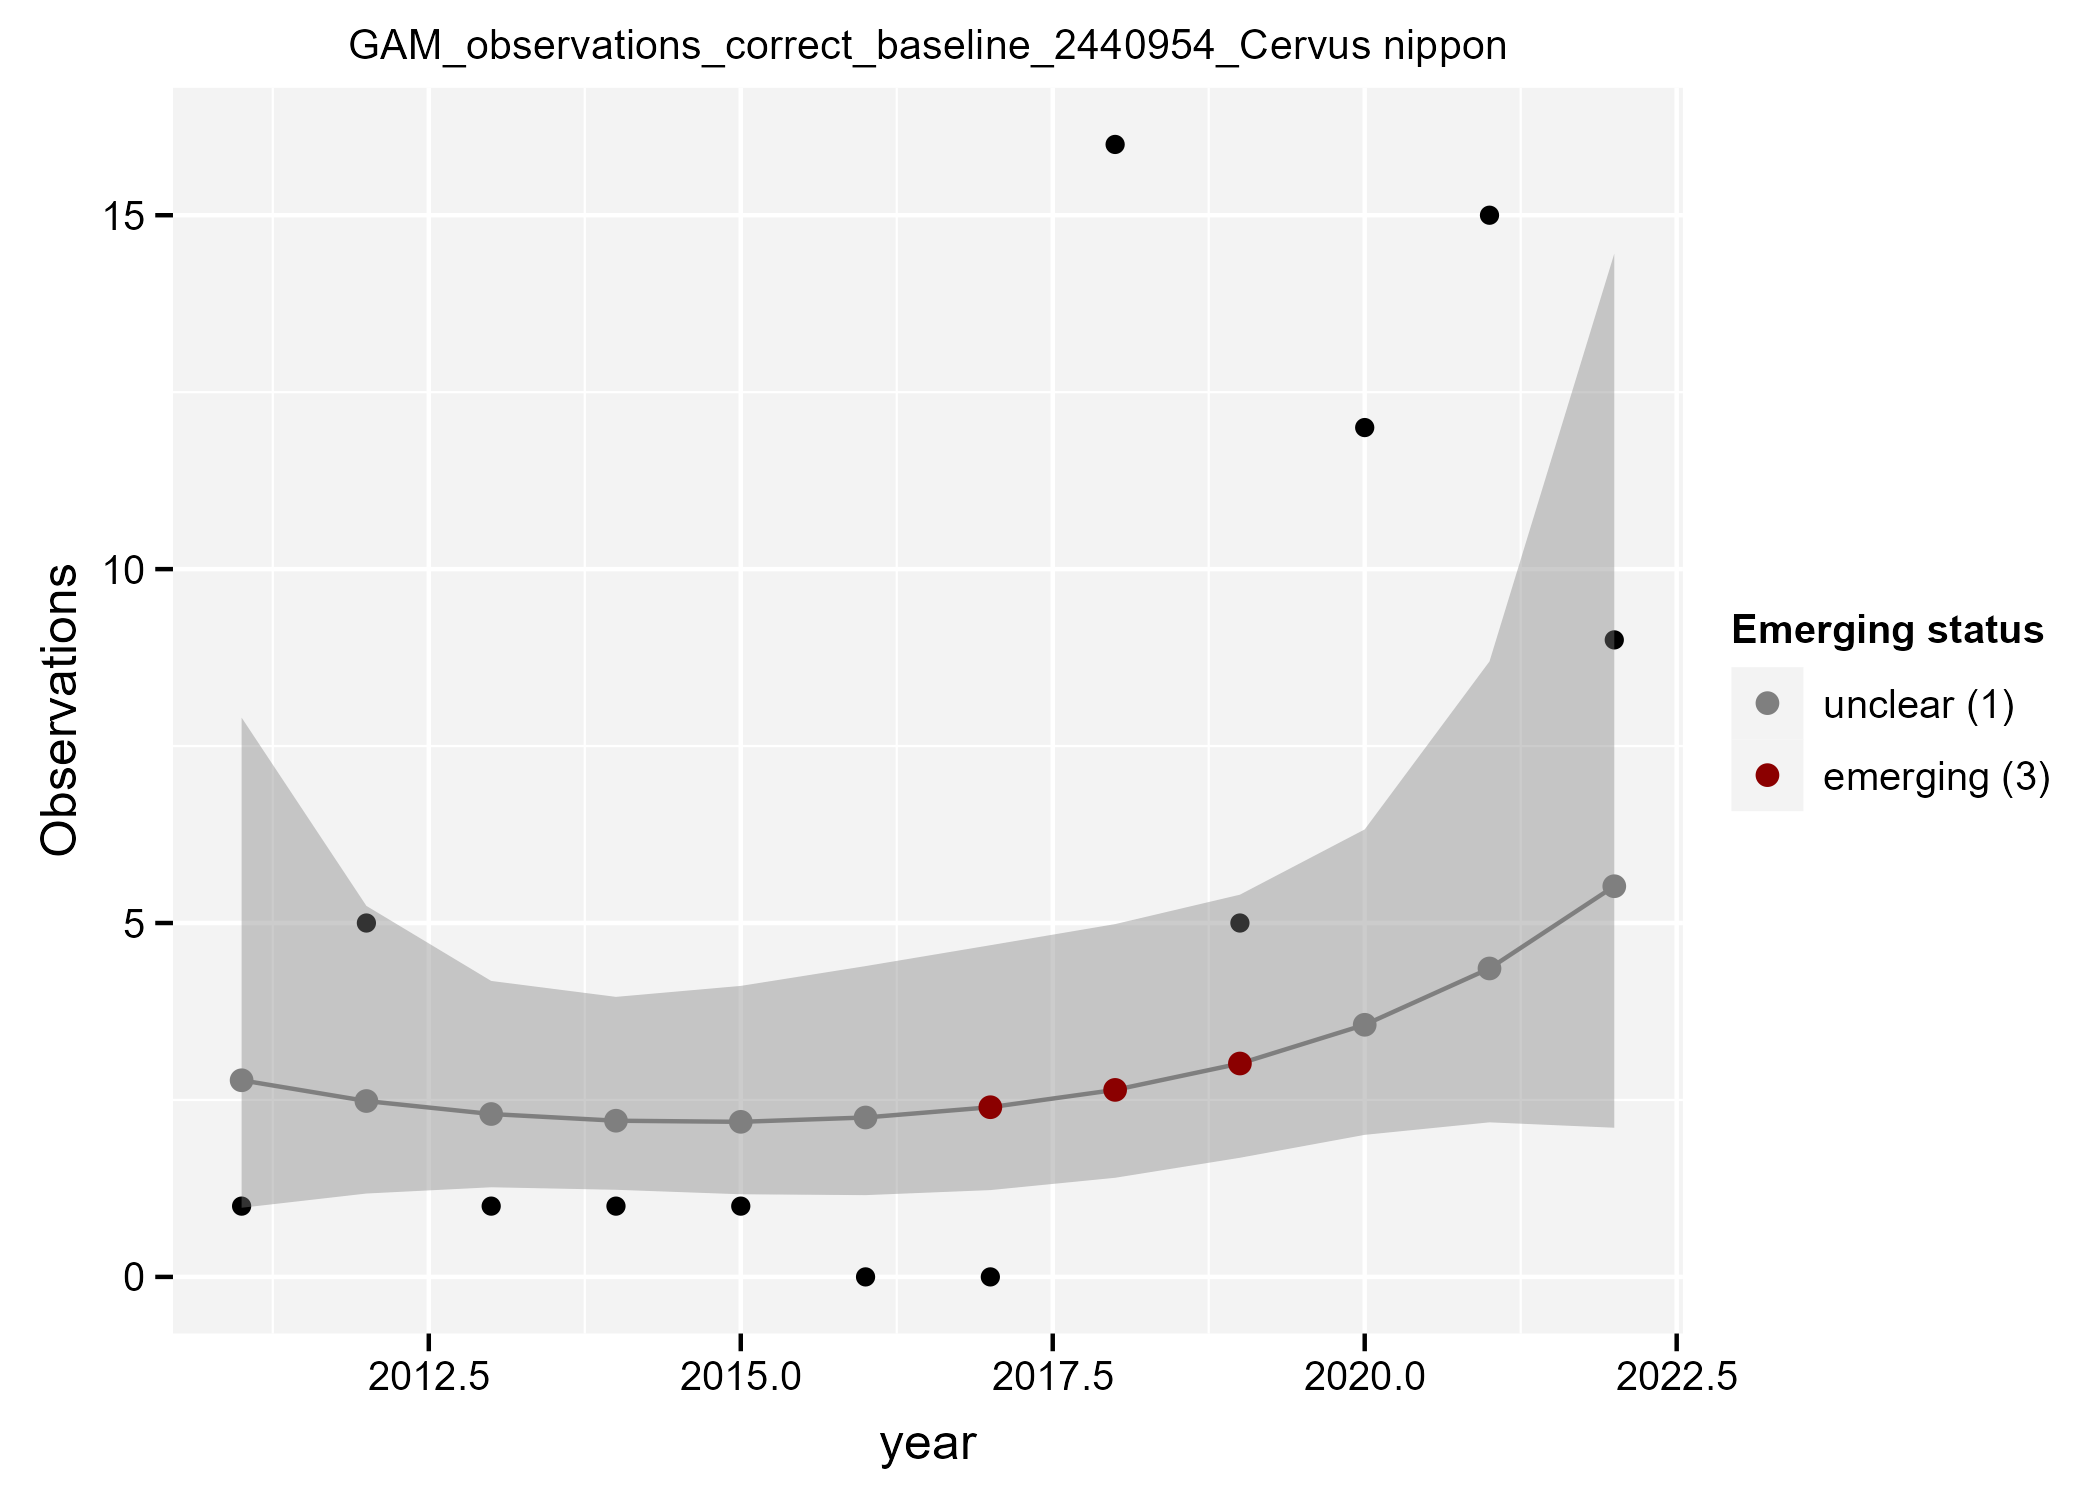 GAM_observations_correct_baseline_2440954_Cervus nippon
15
10
5
0
Observations
2012.5 2015.0 2017.5 2020.0 2022.5
year
Emerging status
unclear (1)
emerging (3)